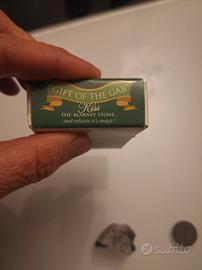 GIFT OF THE GAB
Kiss
THE BLARNEY STONE...
...and release it's magic!
subito